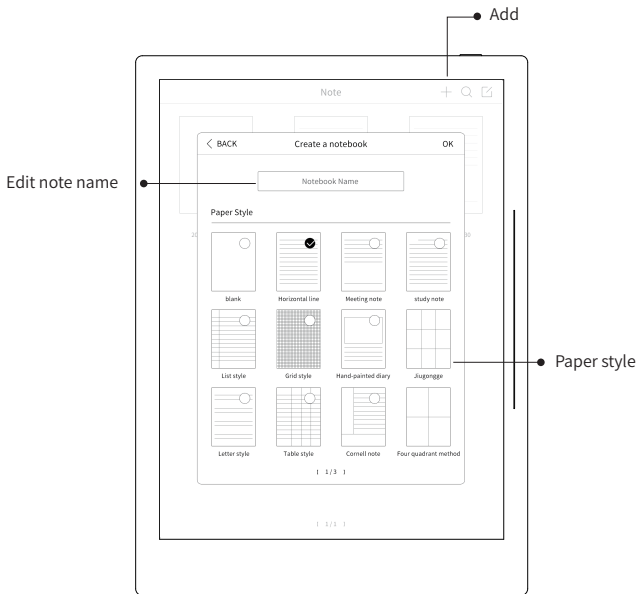 Add
Note
BACK Create a notebook OK
Edit note name
Notebook Name
Paper Style
20
30
blank Horizontal line Meeting note study note
List style Grid style Hand-painted diary Jiugongge
Paper style
Letter style Table style Cornell note Four quadrant method
1/3